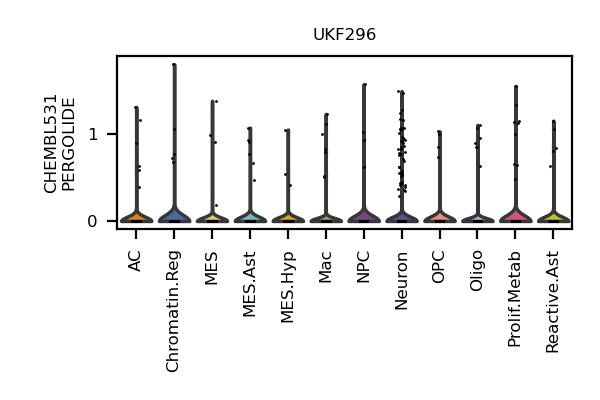 UKF296
CHEMBL531
PERGOLIDE
1
0
AC
Chromatin.Reg
MES
MES.Ast
MES.Hyp
Mac
NPC
Neuron
OPC
Oligo
Prolif.Metab
Reactive.Ast